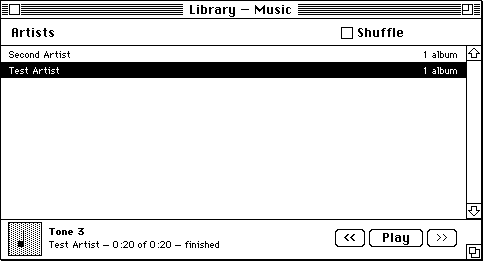 Library – Music
Artists
Shuffle
Second Artist 1 album
Test Artist 1 album
Tone 3
Test Artist – 0:20 of 0:20 – finished
<< Play >>